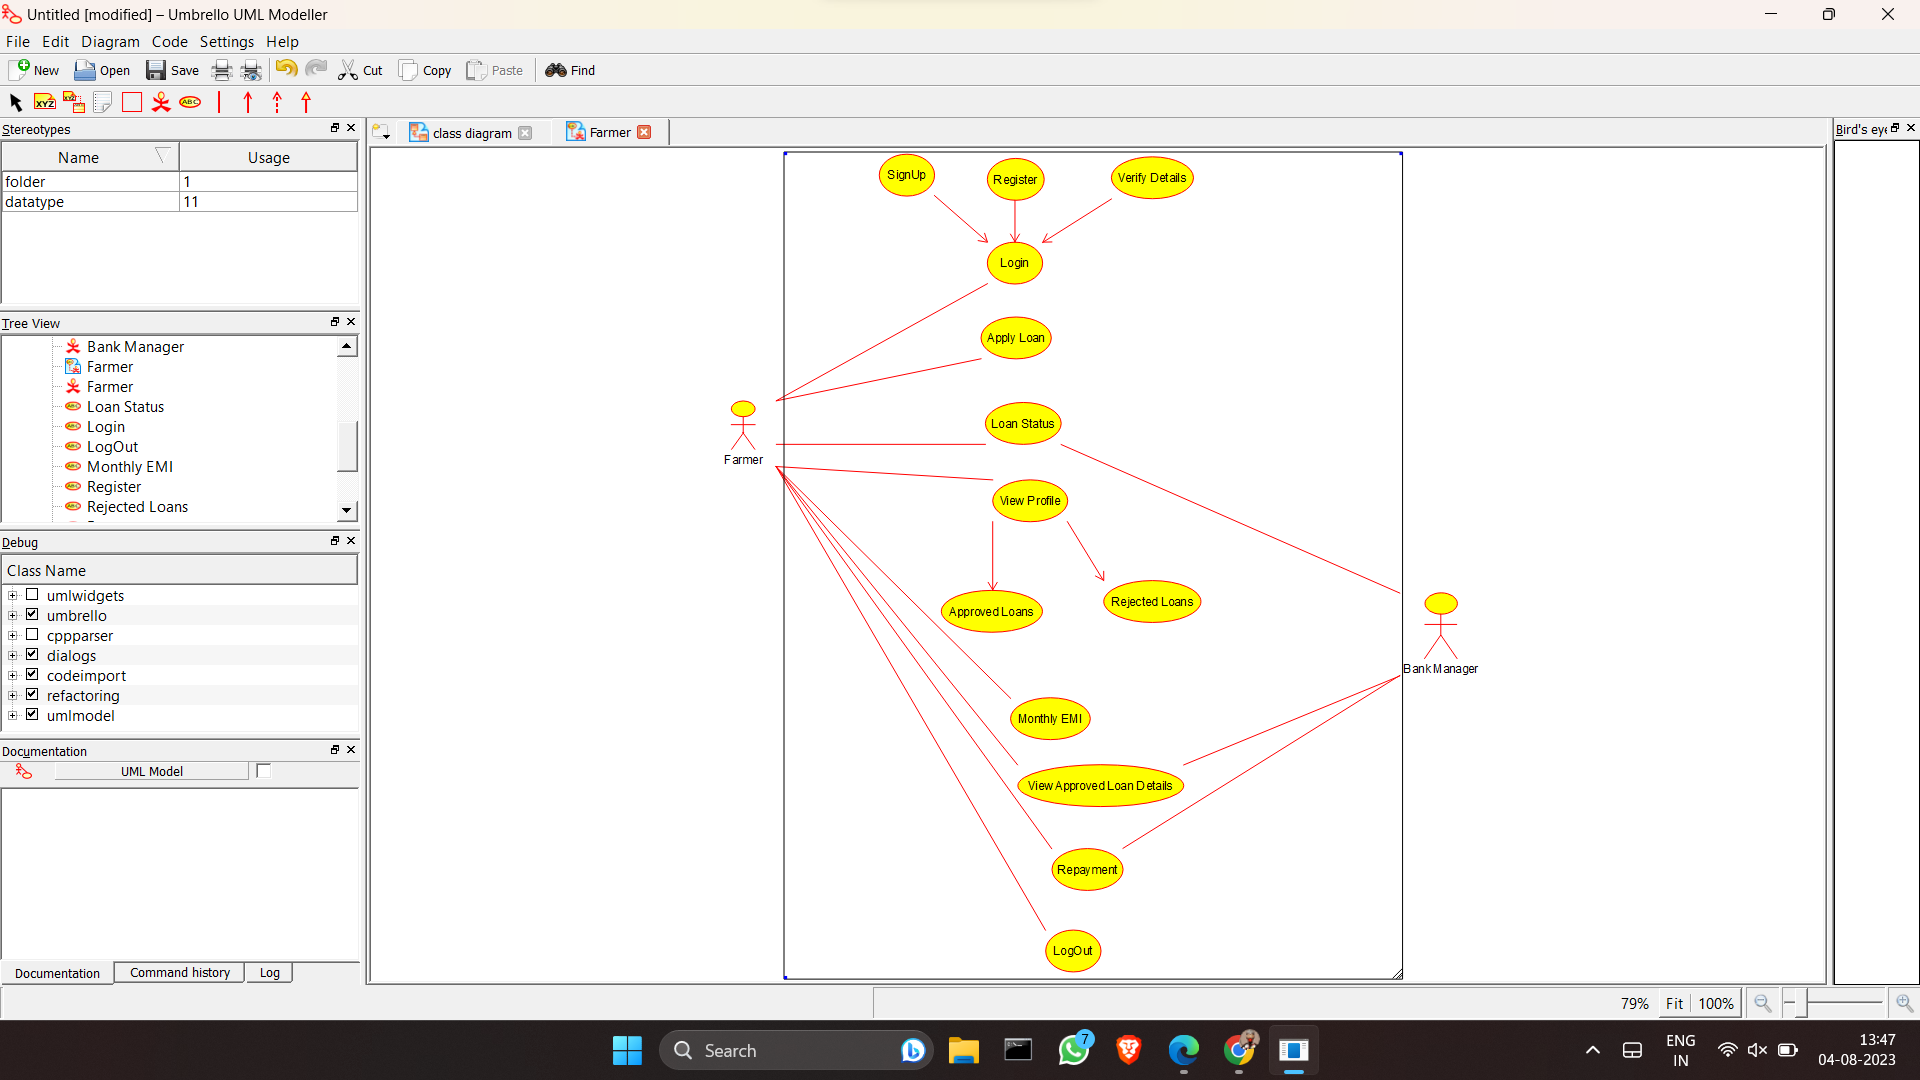 Untitled [modified] – Umbrello UML Modeller
File Edit Diagram Code Settings Help
New Open Save Cut Copy Paste Find
XYZ XYZ ABC
Stereotypes
Name Usage
folder 1
datatype 11
Tree View
Bank Manager
Farmer
Farmer
Loan Status
Login
LogOut
Monthly EMI
Register
Rejected Loans
Debug
Class Name
umlwidgets
umbrello
cppparser
dialogs
codeimport
refactoring
umlmodel
Documentation
UML Model
Documentation Command history Log
class diagram Farmer
SignUp Register Verify Details
Login
Apply Loan
Loan Status
Farmer
View Profile
Approved Loans Rejected Loans
Bank Manager
Monthly EMI
View Approved Loan Details
Repayment
LogOut
Bird's eye
79% Fit 100%
Search
7
ENG
IN
13:47
04-08-2023